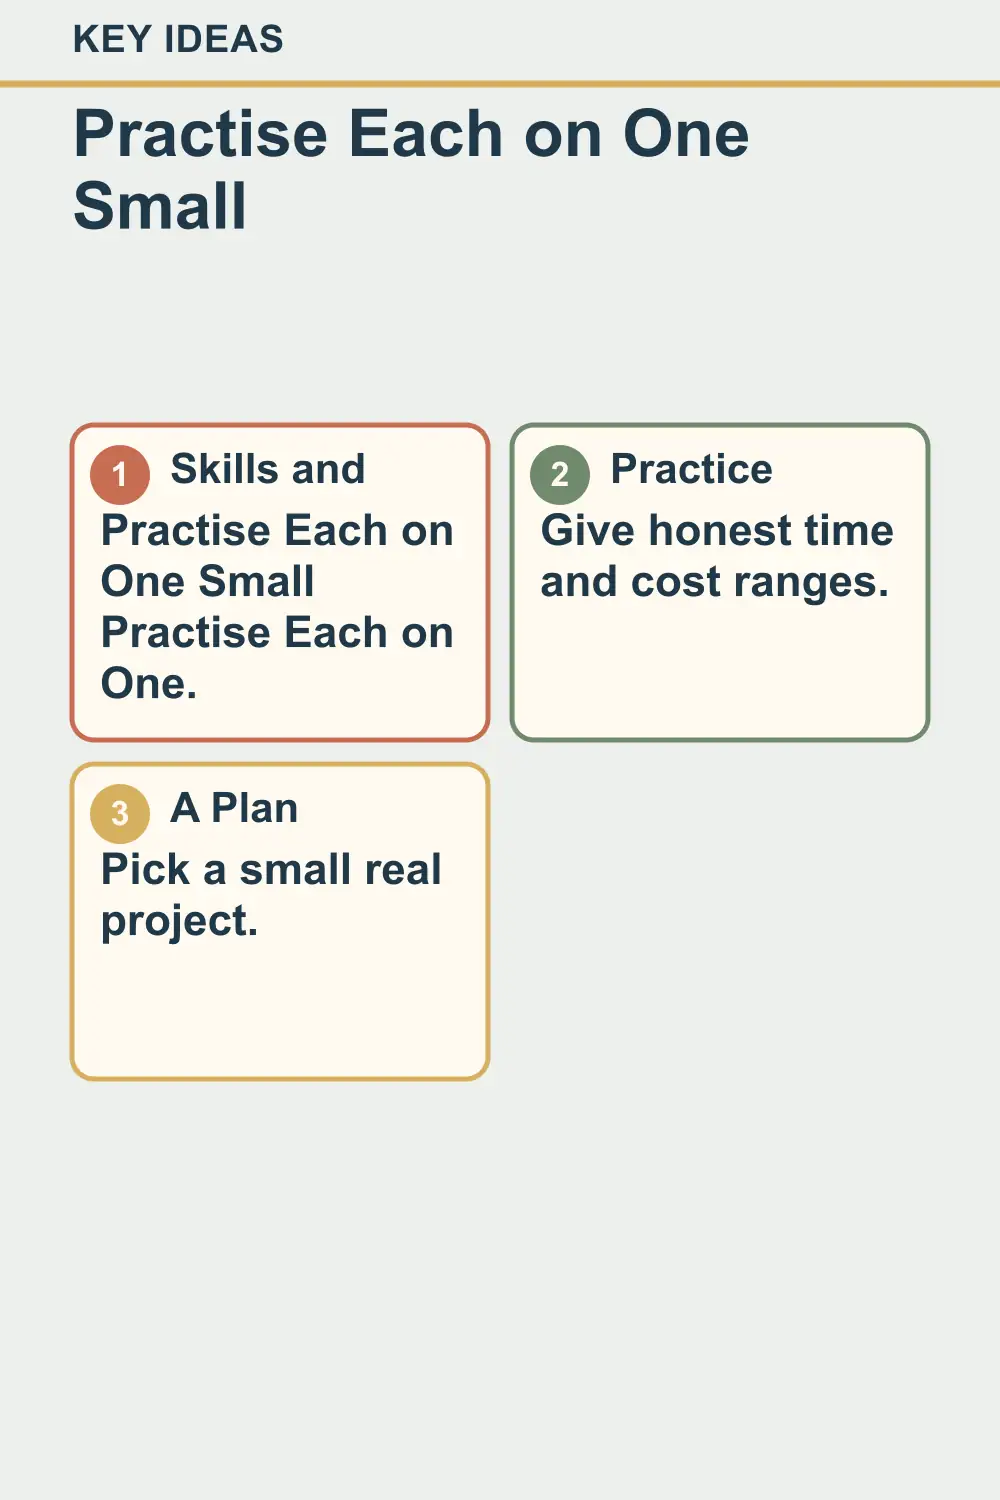 KEY IDEAS
Practise Each on One
Small
1 Skills and
Practise Each on
One Small
Practise Each on
One.
2 Practice
Give honest time
and cost ranges.
3 A Plan
Pick a small real
project.